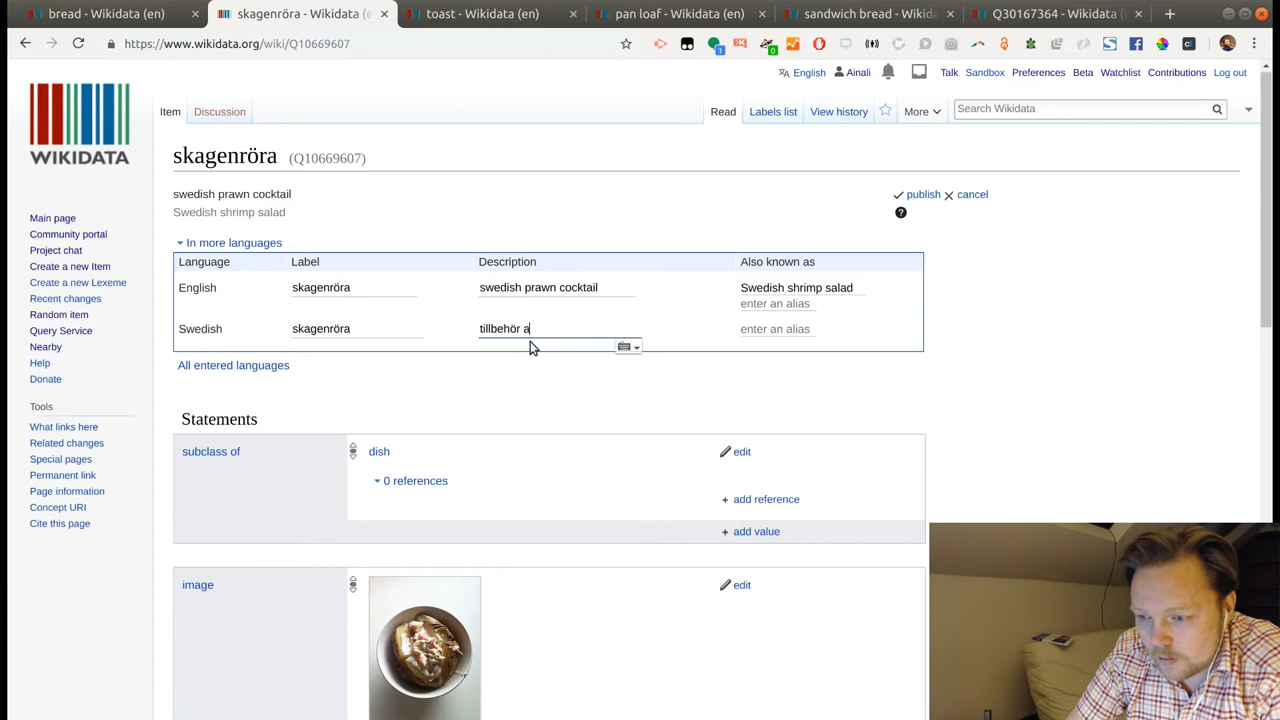 bread - Wikidata (en)
skagenröra - Wikidata (e
toast - Wikidata (en)
pan loaf - Wikidata (en)
sandwich bread - Wikidata
Q30167364 - Wikidata (en)
https://www.wikidata.org/wiki/Q10669607
English
Ainali
Talk
Sandbox
Preferences
Beta
Watchlist
Contributions
Log out
Item
Discussion
Read
Labels list
View history
More
Search Wikidata
WIKIDATA
Main page
Community portal
Project chat
Create a new Item
Create a new Lexeme
Recent changes
Random item
Query Service
Nearby
Help
Donate
Tools
What links here
Related changes
Special pages
Permanent link
Page information
Concept URI
Cite this page
skagenröra (Q10669607)
swedish prawn cocktail
Swedish shrimp salad
publish
cancel
In more languages
Language Label Description Also known as
English skagenröra swedish prawn cocktail Swedish shrimp salad
enter an alias
Swedish skagenröra tillbehör a enter an alias
All entered languages
Statements
subclass of
dish
edit
0 references
add reference
add value
image
edit